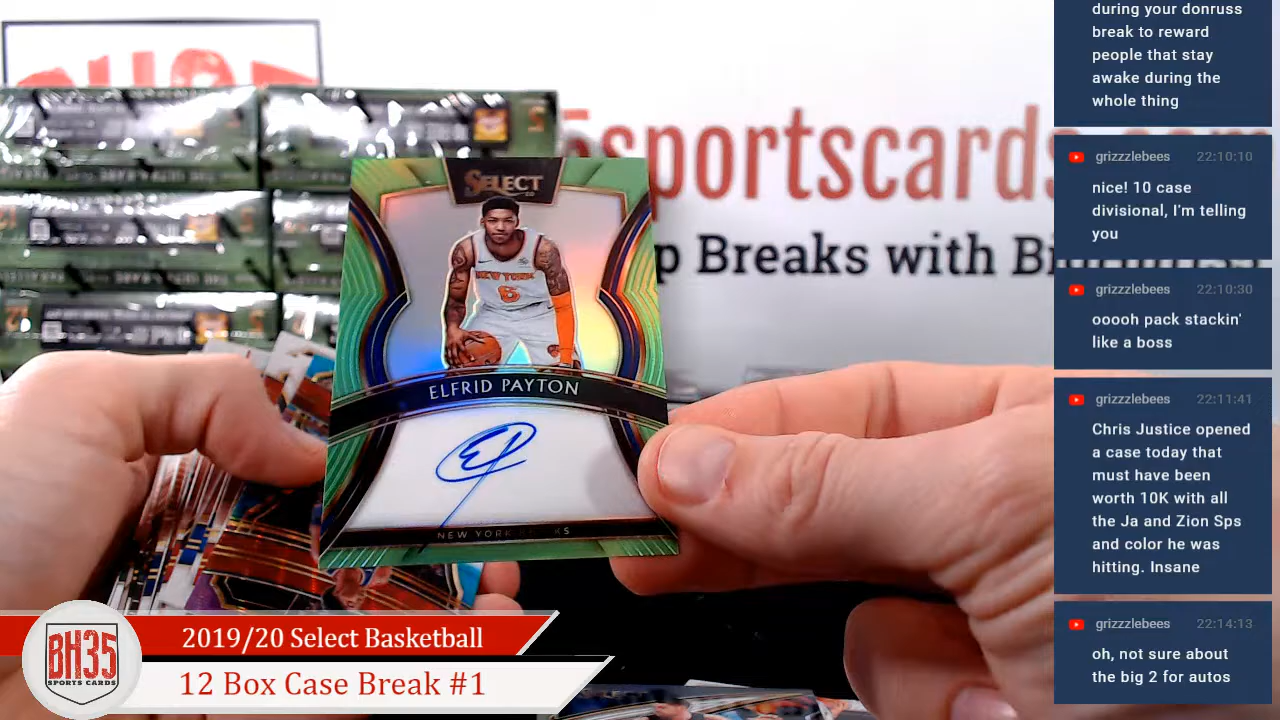 5sportscards.com
p Breaks with
SELECT
NEW YORK
6
ELFRID PAYTON
NEW YORK
BH35
SPORTS CARDS
2019/20 Select Basketball
12 Box Case Break #1
during your donruss
break to reward
people that stay
awake during the
whole thing
grizzzlebees 22:10:10
nice! 10 case
divisional, I'm telling
you
grizzzlebees 22:10:30
ooooh pack stackin'
like a boss
grizzzlebees 22:11:41
Chris Justice opened
a case today that
must have been
worth 10K with all
the Ja and Zion Sps
and color he was
hitting. Insane
grizzzlebees 22:14:13
oh, not sure about
the big 2 for autos